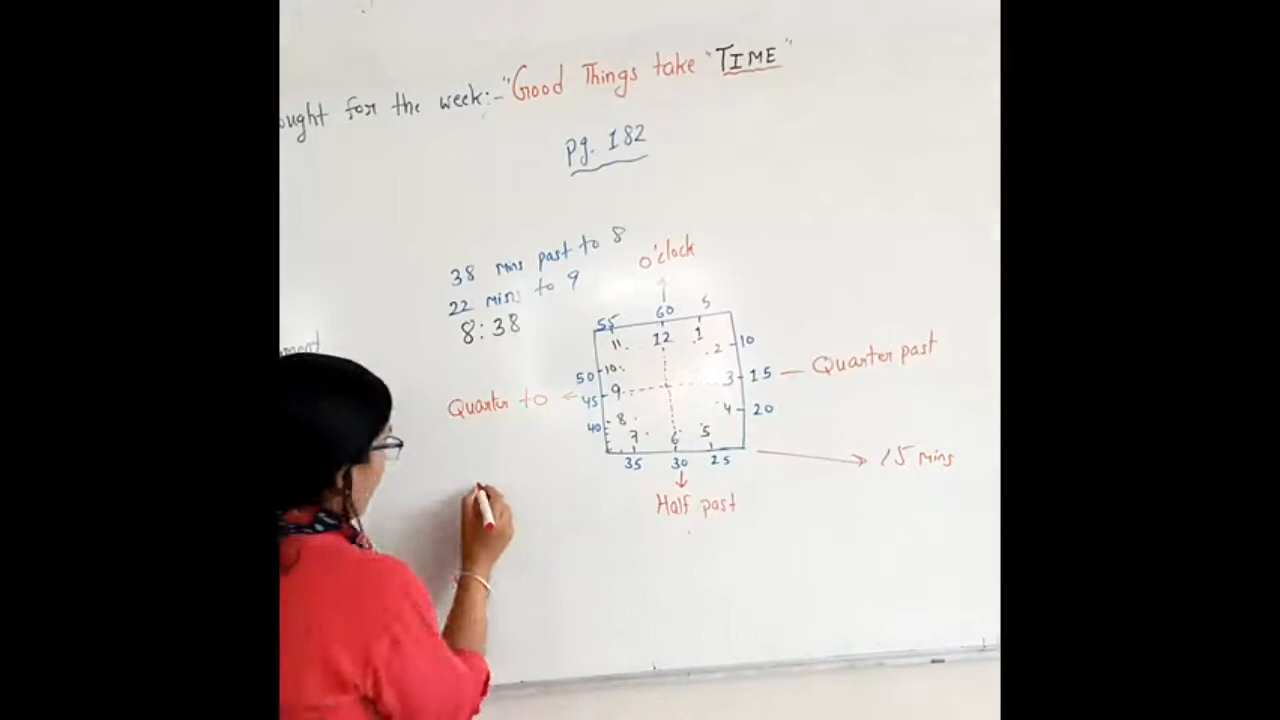 ought for the week:- "Good Things take "TIME"
Pg. 182
38 mins past to 8
22 mins to 9
8:38
o'clock
55 60 5
11 12 1
10 2 10
50
9 3 15 Quarter past
45
Quarter to
8 4 20
40
7 6 5
35 30 25
15 mins
Half past